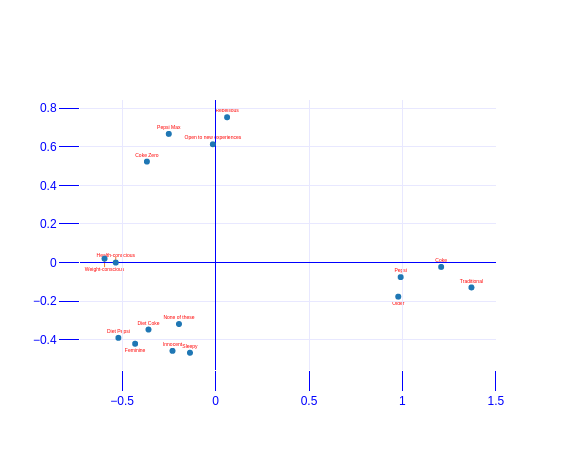 0.8
Rebellious
Pepsi Max
Open to new experiences
0.6
Coke Zero
0.4
0.2
Health-conscious
0
Coke
Weight-conscious
Pepsi
Traditional
−0.2
Older
None of these
Diet Coke
Diet Pepsi
−0.4
Innocent
Sleepy
Feminine
−0.5
0
0.5
1
1.5